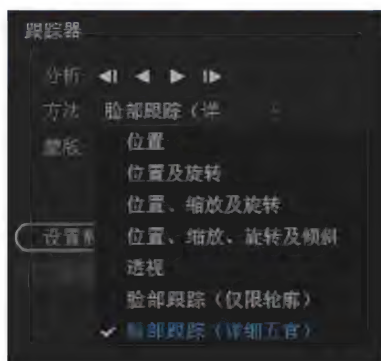 跟踪器
分析
方法 脸部跟踪（详
蒙版
位置
位置及旋转
位置、缩放及旋转
设置
位置、缩放、旋转及倾斜
透视
脸部跟踪（仅限轮廓）
脸部跟踪（详细五官）